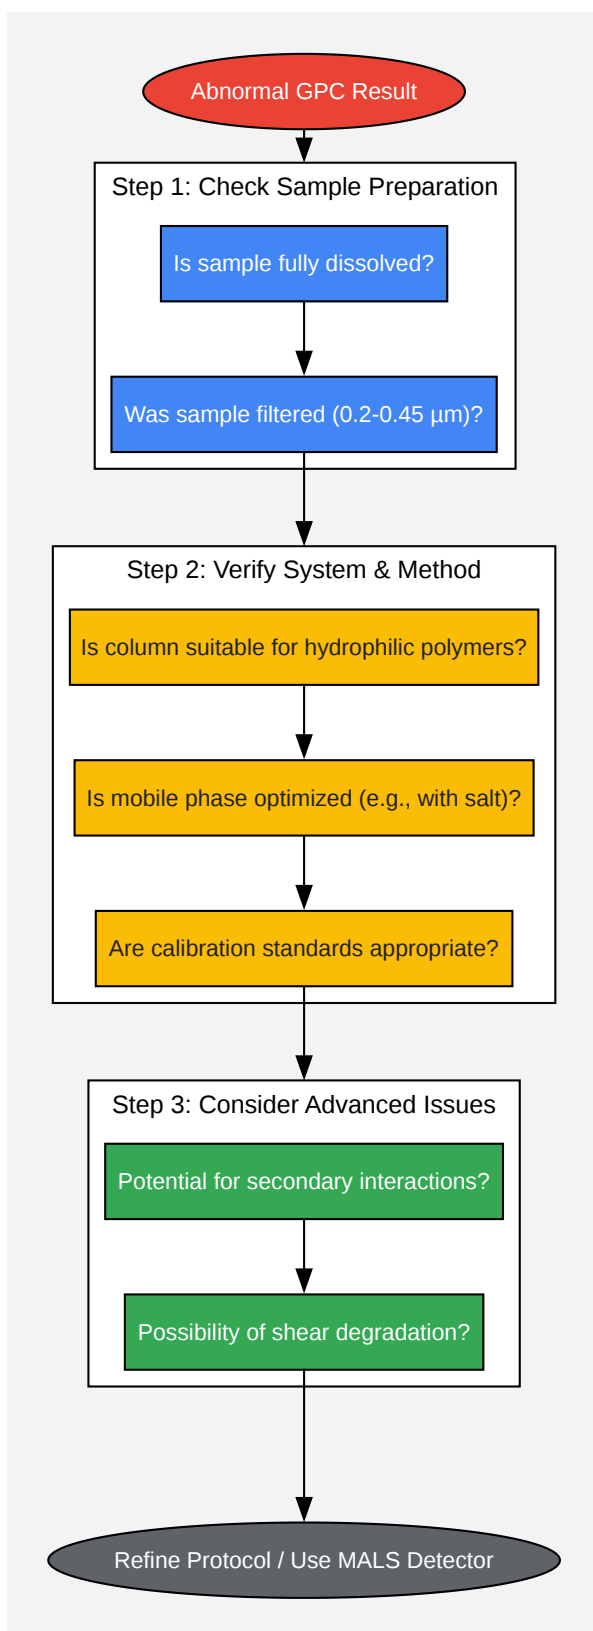 Abnormal GPC Result
Step 1: Check Sample Preparation
Is sample fully dissolved?
Was sample filtered (0.2-0.45 µm)?
Step 2: Verify System & Method
Is column suitable for hydrophilic polymers?
Is mobile phase optimized (e.g., with salt)?
Are calibration standards appropriate?
Step 3: Consider Advanced Issues
Potential for secondary interactions?
Possibility of shear degradation?
Refine Protocol / Use MALS Detector